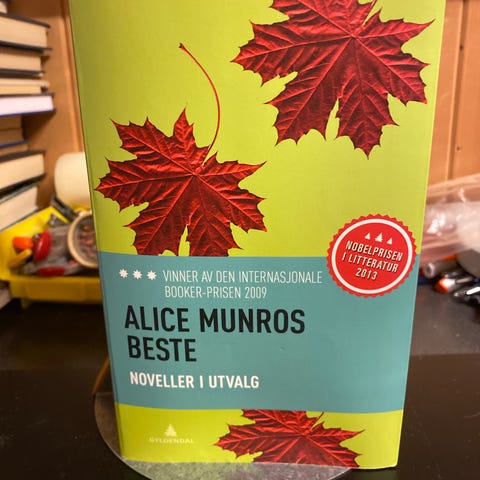 NOBELPRISEN
I LITTERATUR
2013
VINNER AV DEN INTERNASJONALE
BOOKER-PRISEN 2009
ALICE MUNROS
BESTE
NOVELLER I UTVALG
GYLDENDAL